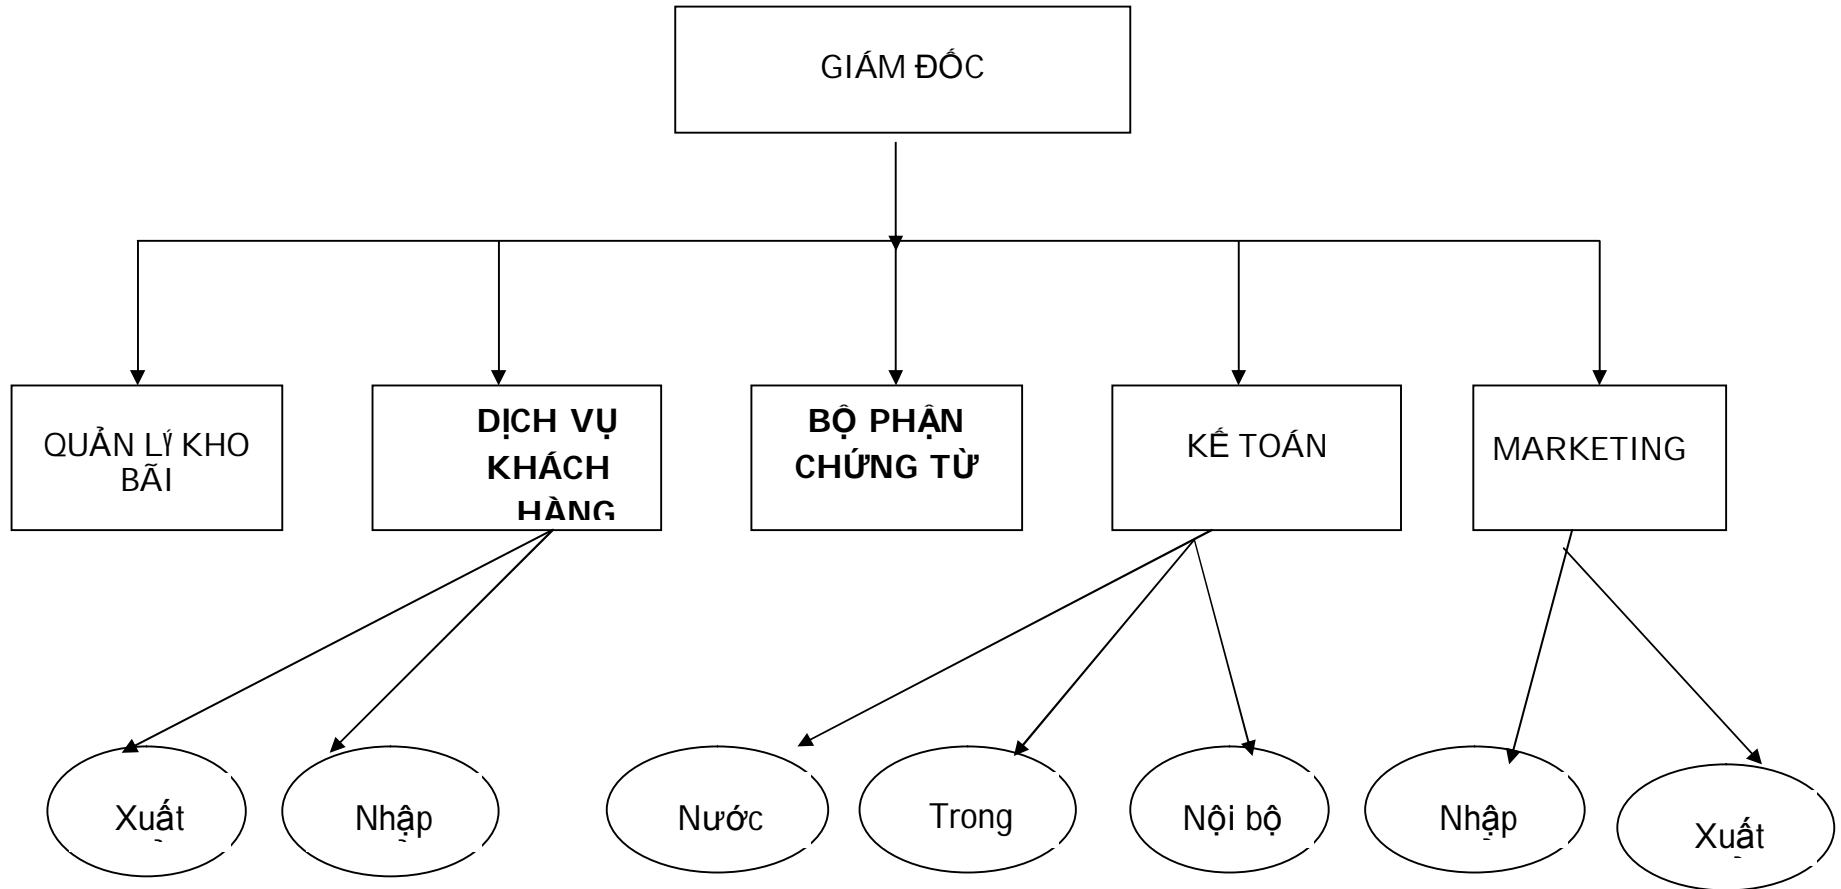 GIÁM ĐỐC
QUẢN LÝ KHO
BÃI
DỊCH VỤ
KHÁCH
HÀNG
BỘ PHẬN
CHỨNG TỪ
KẾ TOÁN
MARKETING
Xuất
Nhập
Nước
Trong
Nội bộ
Nhập
Xuất